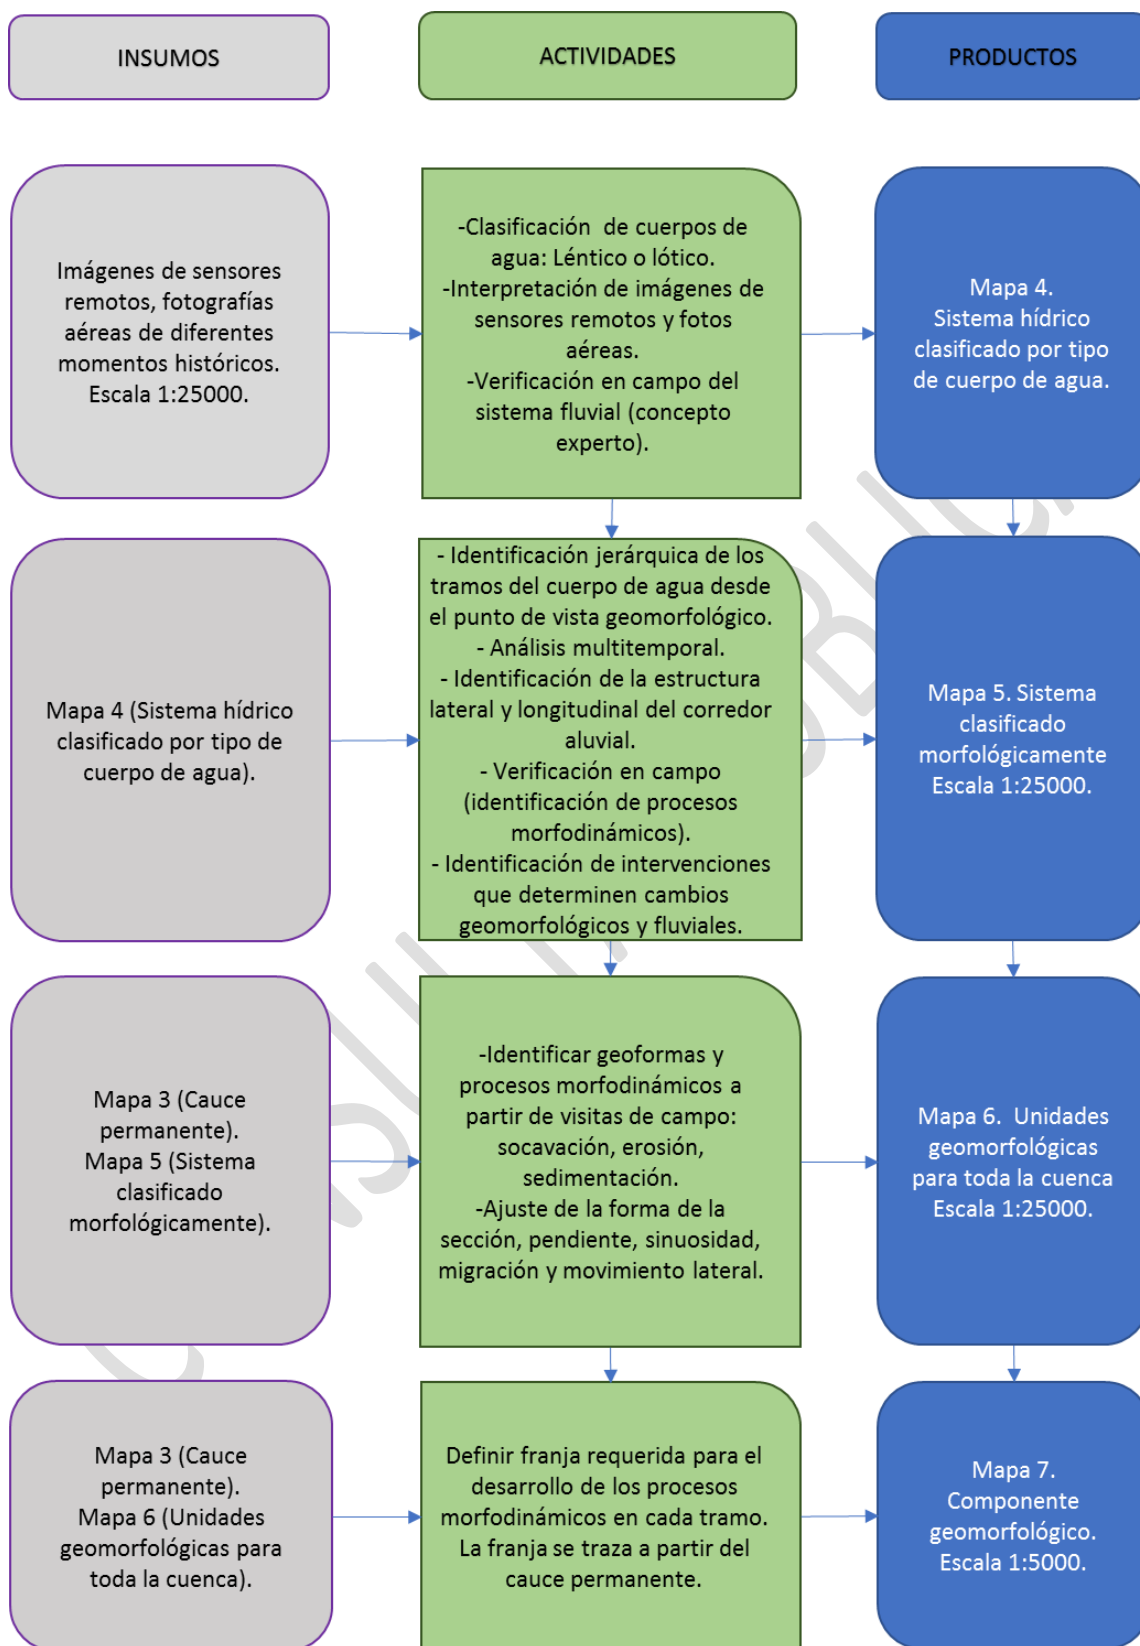 INSUMOS
ACTIVIDADES
PRODUCTOS
Imágenes de sensores
remotos, fotografías
aéreas de diferentes
momentos históricos.
Escala 1:25000.
-Clasificación de cuerpos de
agua: Léntico o lótico.
-Interpretación de imágenes de
sensores remotos y fotos
aéreas.
-Verificación en campo del
sistema fluvial (concepto
experto).
Mapa 4.
Sistema hídrico
clasificado por tipo
de cuerpo de agua.
Mapa 4 (Sistema hídrico
clasificado por tipo de
cuerpo de agua).
- Identificación jerárquica de los
tramos del cuerpo de agua desde
el punto de vista geomorfológico.
- Análisis multitemporal.
- Identificación de la estructura
lateral y longitudinal del corredor
aluvial.
- Verificación en campo
(identificación de procesos
morfodinámicos).
- Identificación de intervenciones
que determinen cambios
geomorfológicos y fluviales.
Mapa 5. Sistema
clasificado
morfológicamente
Escala 1:25000.
Mapa 3 (Cauce
permanente).
Mapa 5 (Sistema
clasificado
morfológicamente).
-Identificar geoformas y
procesos morfodinámicos a
partir de visitas de campo:
socavación, erosión,
sedimentación.
-Ajuste de la forma de la
sección, pendiente, sinuosidad,
migración y movimiento lateral.
Mapa 6. Unidades
geomorfológicas
para toda la cuenca
Escala 1:25000.
Mapa 3 (Cauce
permanente).
Mapa 6 (Unidades
geomorfológicas para
toda la cuenca).
Definir franja requerida para el
desarrollo de los procesos
morfodinámicos en cada tramo.
La franja se traza a partir del
cauce permanente.
Mapa 7.
Componente
geomorfológico.
Escala 1:5000.